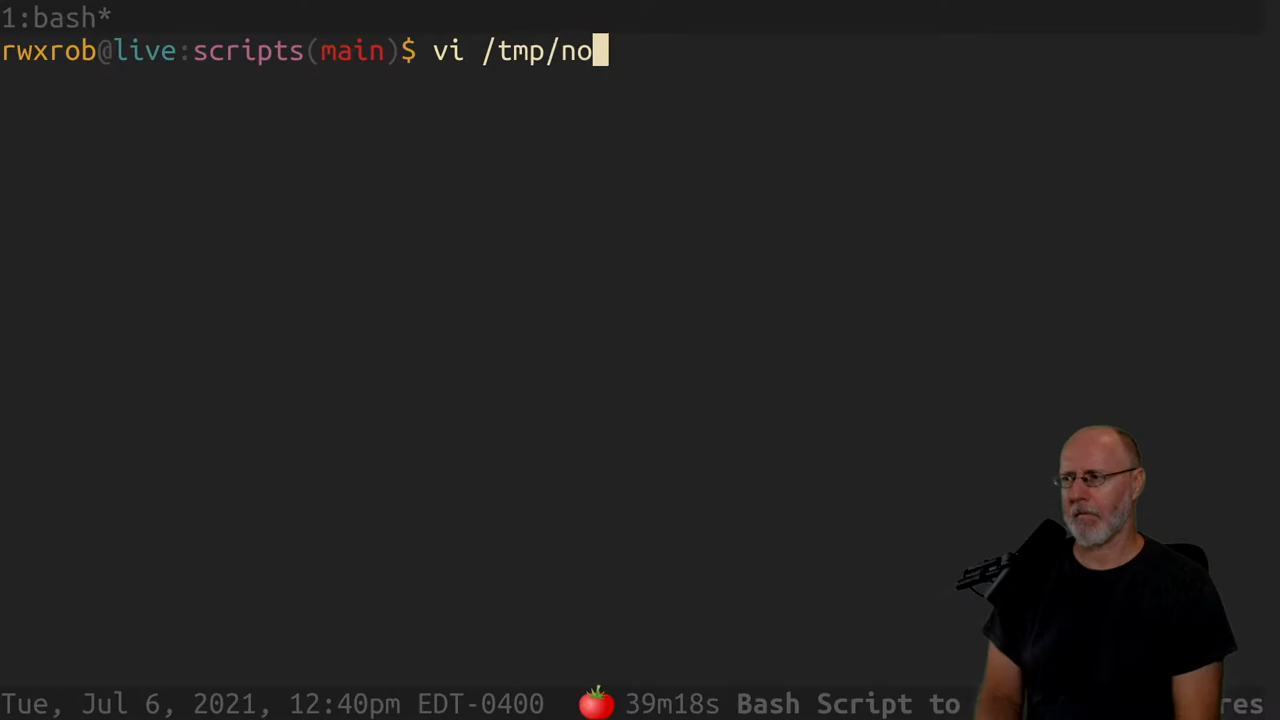 1:bash*
rwxrob@live:scripts(main)$ vi /tmp/no
Tue, Jul 6, 2021, 12:40pm EDT-0400 39m18s Bash Script to res